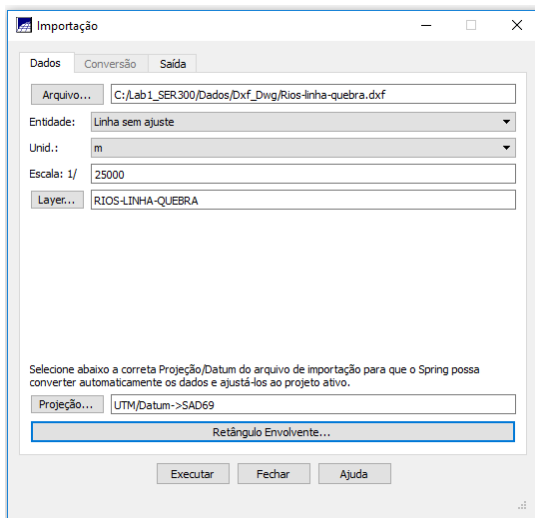 Importação
Dados Conversão Saída
Arquivo... C:/Lab1_SER300/Dados/Dxf_Dwg/Rios-linha-quebra.dxf
Entidade: Linha sem ajuste
Unid.: m
Escala: 1/ 25000
Layer... RIOS-LINHA-QUEBRA
Selecione abaixo a correta Projeção/Datum do arquivo de importação para que o Spring possa
converter automaticamente os dados e ajustá-los ao projeto ativo.
Projeção... UTM/Datum->SAD69
Retângulo Envolvente...
Executar Fechar Ajuda